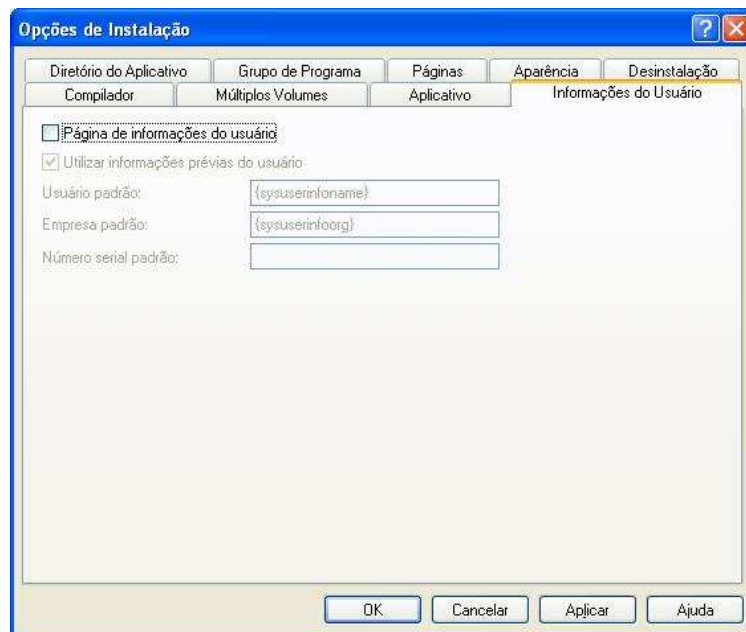 Opções de Instalação
Diretório do Aplicativo Grupo de Programa Páginas Aparência Desinstalação
Compilador Múltiplos Volumes Aplicativo Informações do Usuário
Página de informações do usuário
Utilizar informações prévias do usuário
Usuário padrão: {sysuserinfoname}
Empresa padrão: {sysuserinfoorg}
Número serial padrão:
OK Cancelar Aplicar Ajuda